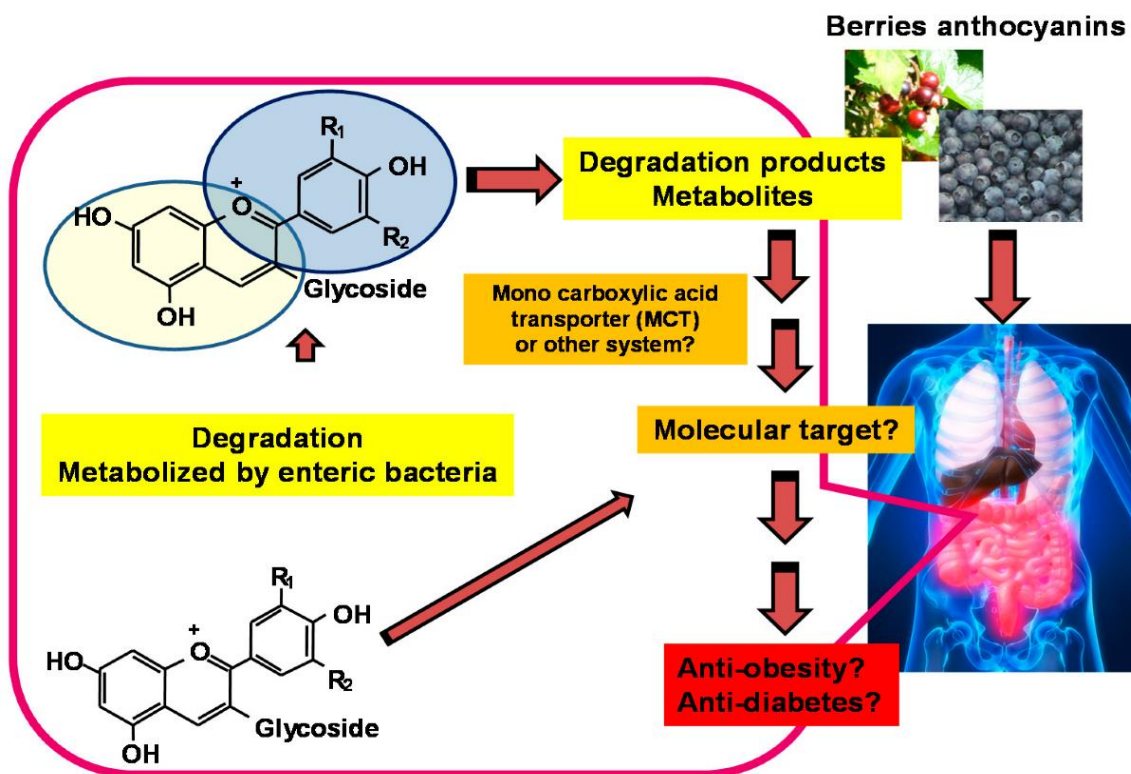 Berries anthocyanins
R1
OH
+
O
HO
R2
Glycoside
OH
Degradation products
Metabolites
Mono carboxylic acid
transporter (MCT)
or other system?
Molecular target?
Degradation
Metabolized by enteric bacteria
R1
OH
+
O
HO
R2
Glycoside
OH
Anti-obesity?
Anti-diabetes?